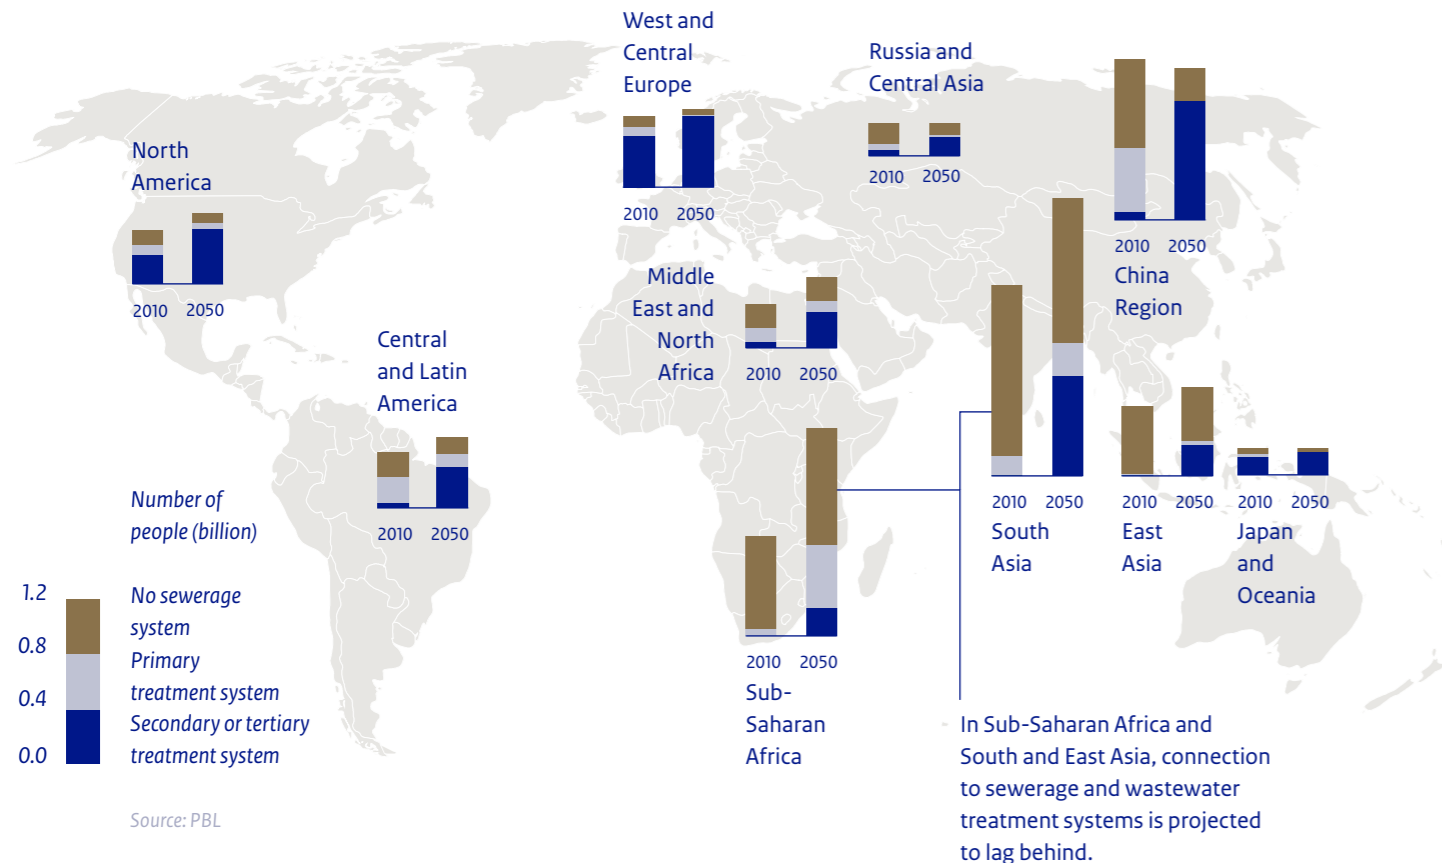 West and
Central
Europe
2010 2050
Russia and
Central Asia
2010 2050
2010 2050
China
Region
North
America
2010 2050
Middle
East and
North
Africa
2010 2050
Central
and Latin
America
2010 2050
2010 2050
South
Asia
2010 2050
East
Asia
2010 2050
Japan
and
Oceania
2010 2050
Sub-
Saharan
Africa
Number of
people (billion)
1.2
0.8
0.4
0.0
No sewerage
system
Primary
treatment system
Secondary or tertiary
treatment system
Source: PBL
In Sub-Saharan Africa and
South and East Asia, connection
to sewerage and wastewater
treatment systems is projected
to lag behind.